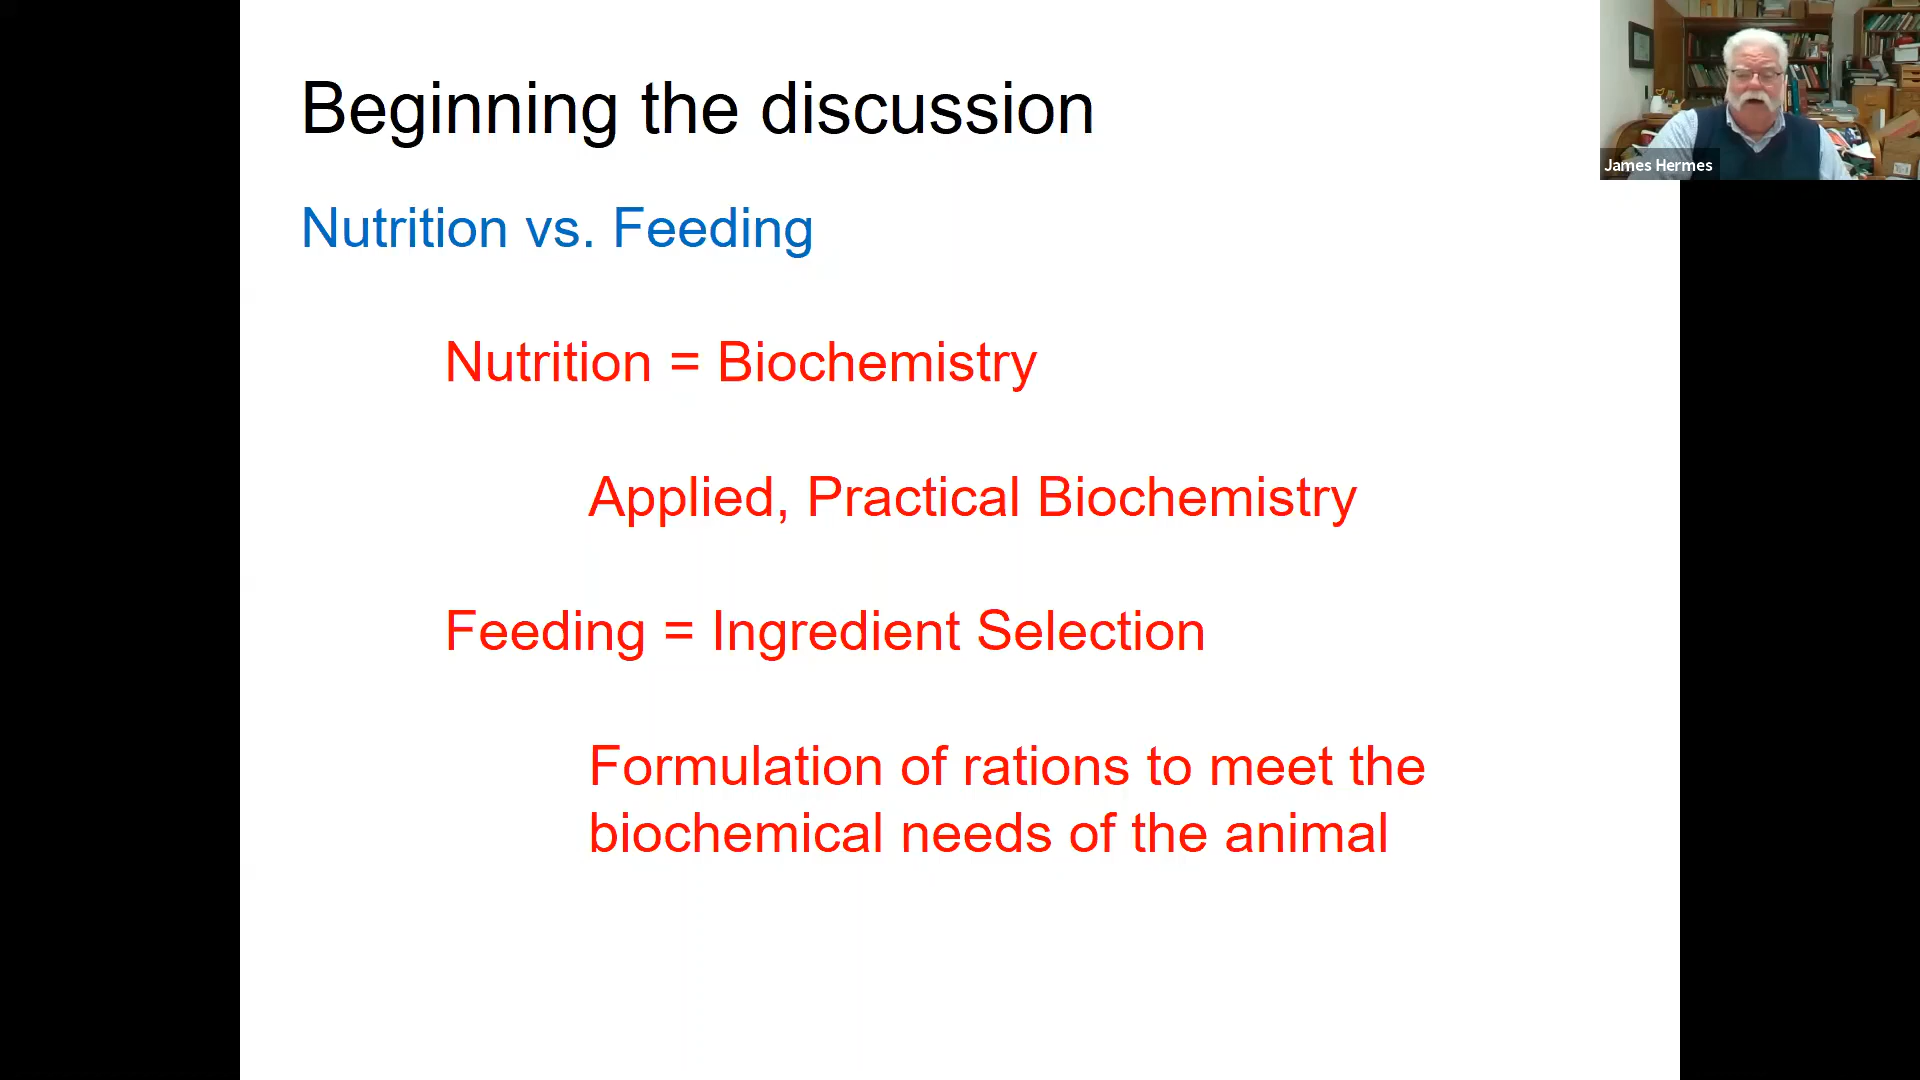 Beginning the discussion
Nutrition vs. Feeding
Nutrition = Biochemistry
Applied, Practical Biochemistry
Feeding = Ingredient Selection
Formulation of rations to meet the
biochemical needs of the animal
James Hermes